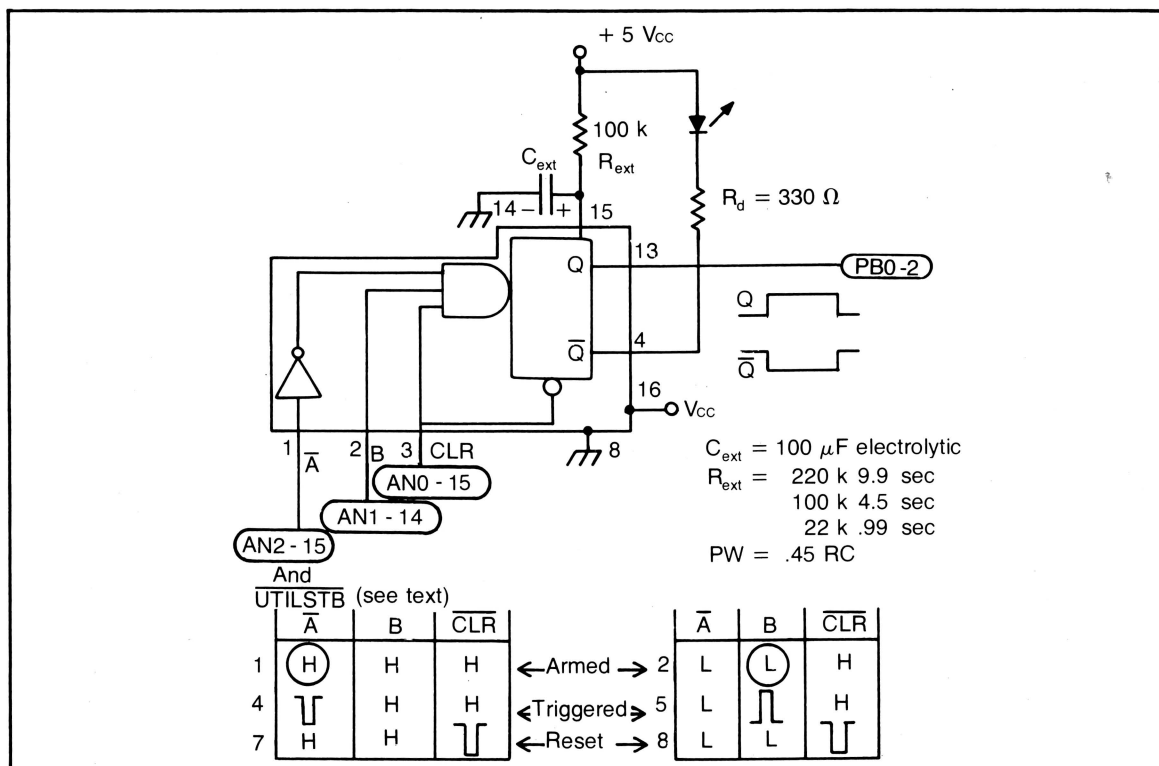 + 5 Vcc
100 k
Rext
Cext
14 − + 15
Rd = 330 Ω
13
Q
PB0-2
Q
4
Q̅
Q̅
16
Vcc
1 A̅ 2 B 3 CLR 8
AN0 - 15
AN1 - 14
AN2 - 15
And
U̅T̅I̅L̅S̅T̅B̅ (see text)
Cext = 100 μF electrolytic
Rext = 220 k 9.9 sec
100 k 4.5 sec
22 k .99 sec
PW = .45 RC
A̅ B C̅L̅R̅ A̅ B C̅L̅R̅
1 H H H Armed 2 L L H
4 H H Triggered 5 L H
7 H H Reset 8 L L